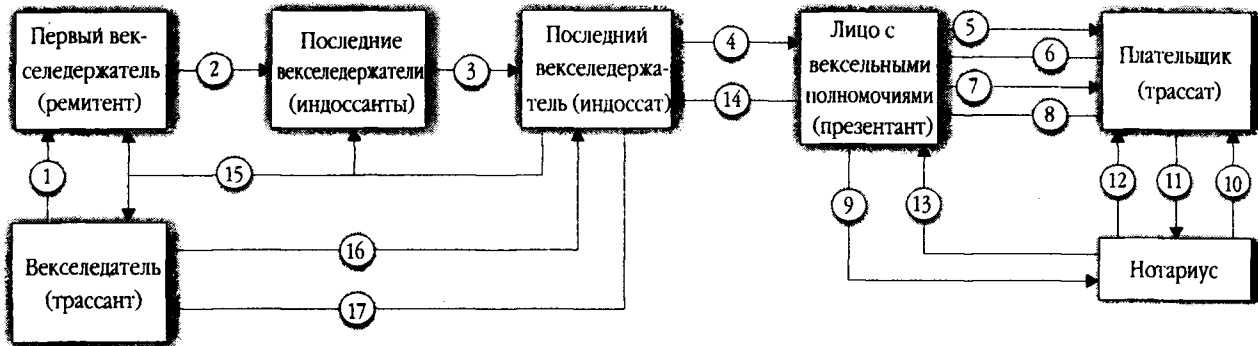 Первый век-
селедержатель
(ремитент)
2
Последние
векселедержатели
(индоссанты)
3
Последний
векселедержа-
тель (индоссат)
4
14
Лицо с
вексельными
полномочиями
(презентант)
5
6
7
8
Плательщик
(трассат)
1
15
9
13
12
11
10
Векселедатель
(трассант)
16
17
Нотариус